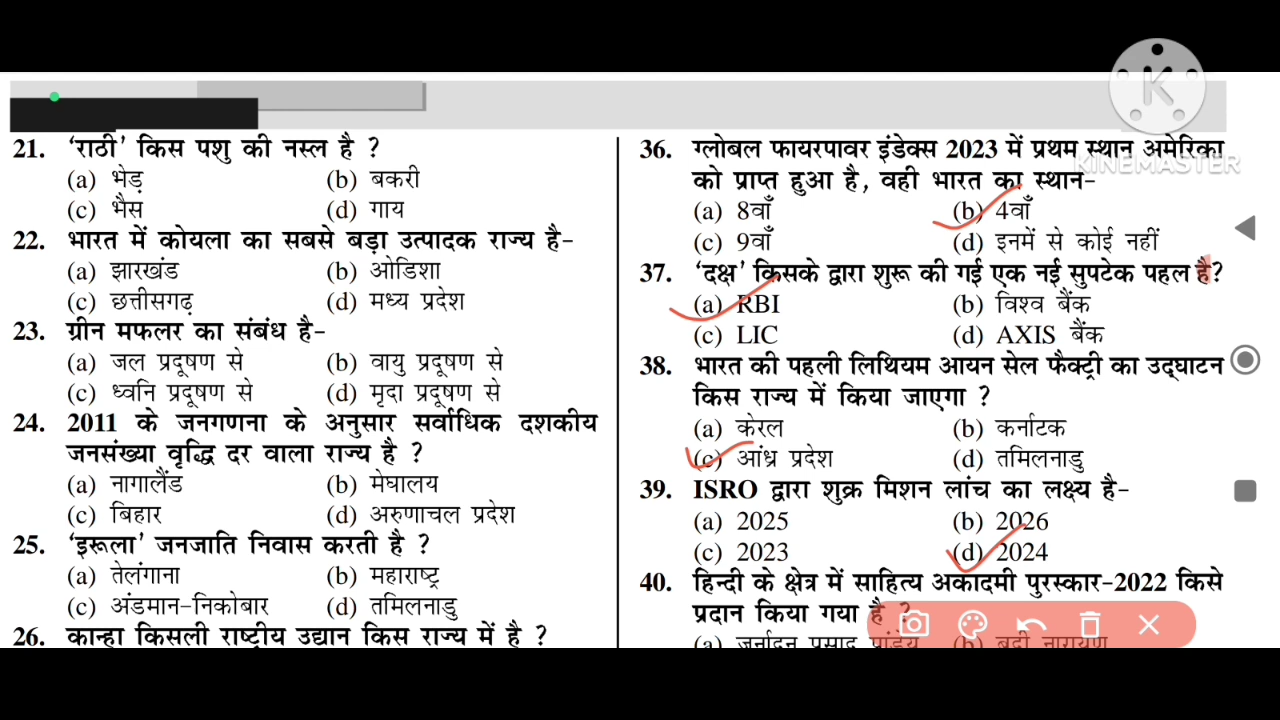 KINEMASTER
21. 'राठी' किस पशु की नस्ल है ?
(a) भेड़ (b) बकरी
(c) भैस (d) गाय
22. भारत में कोयला का सबसे बड़ा उत्पादक राज्य है-
(a) झारखंड (b) ओडिशा
(c) छत्तीसगढ़ (d) मध्य प्रदेश
23. ग्रीन मफलर का संबंध है-
(a) जल प्रदूषण से (b) वायु प्रदूषण से
(c) ध्वनि प्रदूषण से (d) मृदा प्रदूषण से
24. 2011 के जनगणना के अनुसार सर्वाधिक दशकीय
जनसंख्या वृद्धि दर वाला राज्य है ?
(a) नागालैंड (b) मेघालय
(c) बिहार (d) अरुणाचल प्रदेश
25. 'इरूला' जनजाति निवास करती है ?
(a) तेलंगाना (b) महाराष्ट्र
(c) अंडमान-निकोबार (d) तमिलनाडु
26. कान्हा किसली राष्ट्रीय उद्यान किस राज्य में है ?
36. ग्लोबल फायरपावर इंडेक्स 2023 में प्रथम स्थान अमेरिका
को प्राप्त हुआ है, वही भारत का स्थान-
(a) 8वाँ (b) 4वाँ
(c) 9वाँ (d) इनमें से कोई नहीं
37. 'दक्ष' किसके द्वारा शुरू की गई एक नई सुपटेक पहल है?
(a) RBI (b) विश्व बैंक
(c) LIC (d) AXIS बैंक
38. भारत की पहली लिथियम आयन सेल फैक्ट्री का उद्घाटन
किस राज्य में किया जाएगा ?
(a) केरल (b) कर्नाटक
(c) आंध्र प्रदेश (d) तमिलनाडु
39. ISRO द्वारा शुक्र मिशन लांच का लक्ष्य है-
(a) 2025 (b) 2026
(c) 2023 (d) 2024
40. हिन्दी के क्षेत्र में साहित्य अकादमी पुरस्कार-2022 किसे
प्रदान किया गया है ?
(a) जर्नादन प्रसाद पांडेय (b) बद्री नारायण